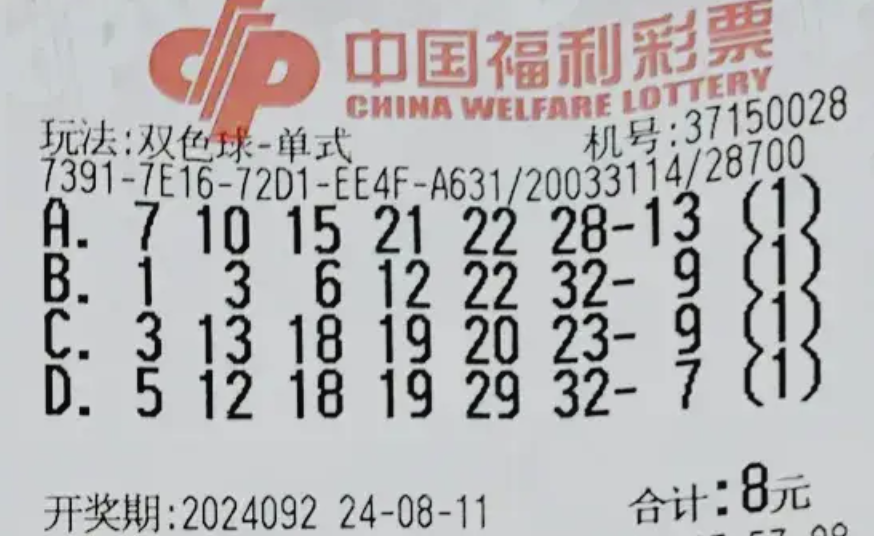 中国福利彩票
CHINA WELFARE LOTTERY
玩法:双色球-单式 机号:37150028
7391-7E16-72D1-EE4F-A631/20033114/28700
A. 7 10 15 21 22 28-13 (1)
B. 1 3 6 12 22 32- 9 (1)
C. 3 13 18 19 20 23- 9 (1)
D. 5 12 18 19 29 32- 7 (1)
开奖期:2024092 24-08-11 合计:8元